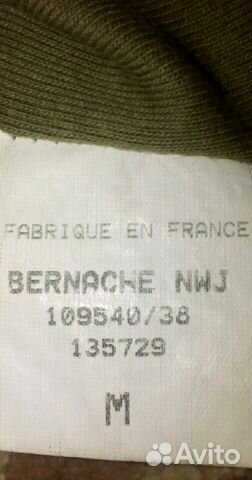 FABRIQUE EN FRANCE
BERNACHE NWJ
109540/38
135729
M
Avito